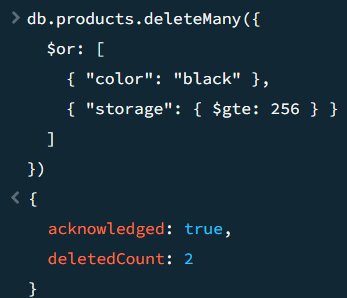 > db.products.deleteMany({
$or: [
{ "color": "black" },
{ "storage": { $gte: 256 } }
]
})
< {
acknowledged: true,
deletedCount: 2
}